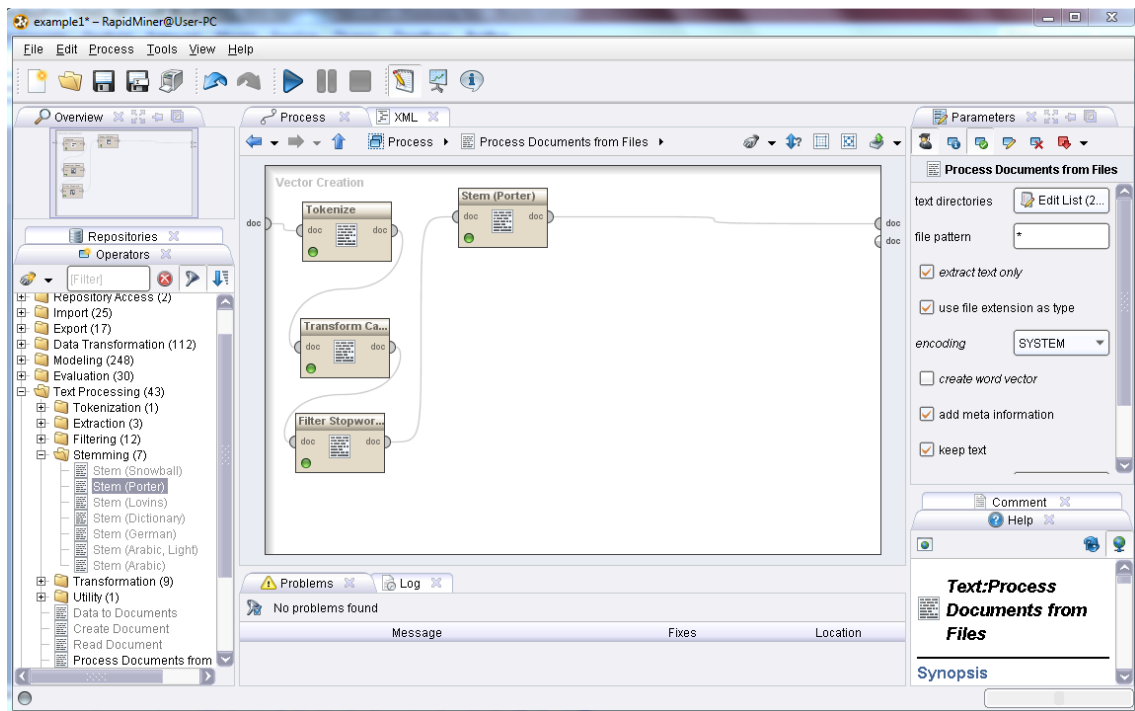 example1* – RapidMiner@User-PC
File Edit Process Tools View Help
Overview
Process XML
Parameters
Process Process Documents from Files
Process Documents from Files
Vector Creation
Tokenize
doc doc
Stem (Porter)
doc doc
doc
doc
doc
Transform Ca...
doc doc
Filter Stopwor...
doc doc
Repositories
Operators
[Filter]
Repository Access (2)
Import (25)
Export (17)
Data Transformation (112)
Modeling (248)
Evaluation (30)
Text Processing (43)
Tokenization (1)
Extraction (3)
Filtering (12)
Stemming (7)
Stem (Snowball)
Stem (Porter)
Stem (Lovins)
Stem (Dictionary)
Stem (German)
Stem (Arabic, Light)
Stem (Arabic)
Transformation (9)
Utility (1)
Data to Documents
Create Document
Read Document
Process Documents from
text directories Edit List (2...
file pattern *
extract text only
use file extension as type
encoding SYSTEM
create word vector
add meta information
keep text
Problems Log
No problems found
Message Fixes Location
Comment
Help
Text:Process
Documents from
Files
Synopsis